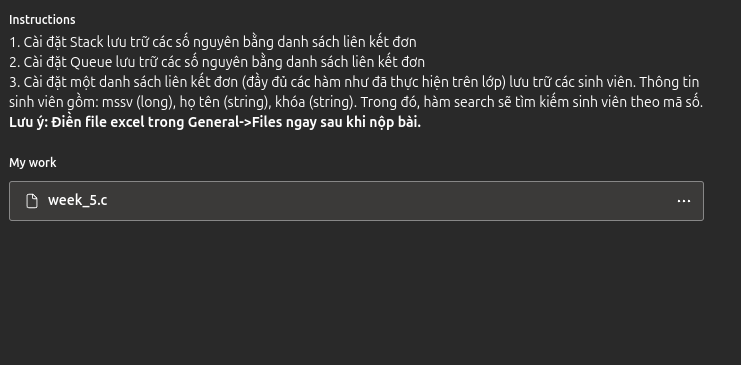 Instructions
1. Cài đặt Stack lưu trữ các số nguyên bằng danh sách liên kết đơn
2. Cài đặt Queue lưu trữ các số nguyên bằng danh sách liên kết đơn
3. Cài đặt một danh sách liên kết đơn (đầy đủ các hàm như đã thực hiện trên lớp) lưu trữ các sinh viên. Thông tin
sinh viên gồm: mssv (long), họ tên (string), khóa (string). Trong đó, hàm search sẽ tìm kiếm sinh viên theo mã số.
Lưu ý: Điền file excel trong General->Files ngay sau khi nộp bài.
My work
week_5.c